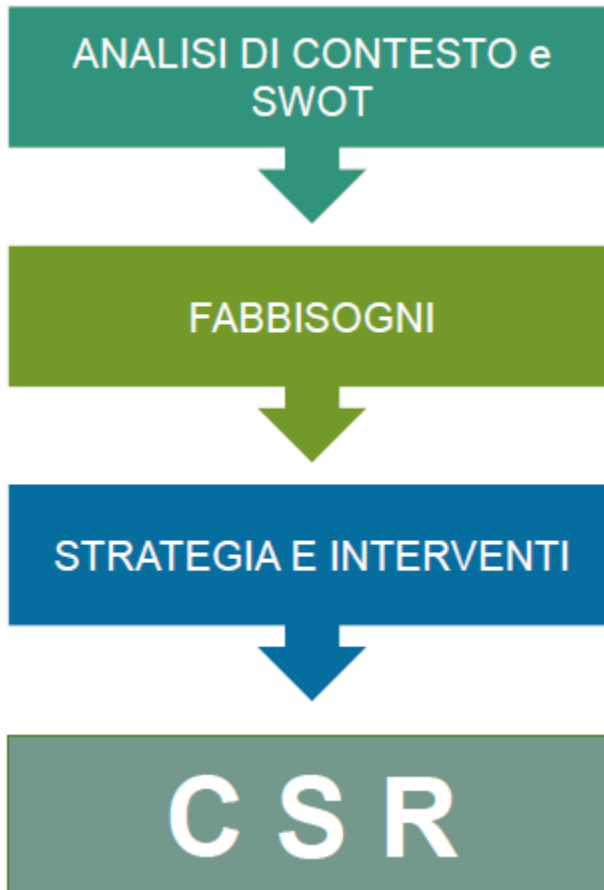 ANALISI DI CONTESTO e
SWOT
FABBISOGNI
STRATEGIA E INTERVENTI
C S R